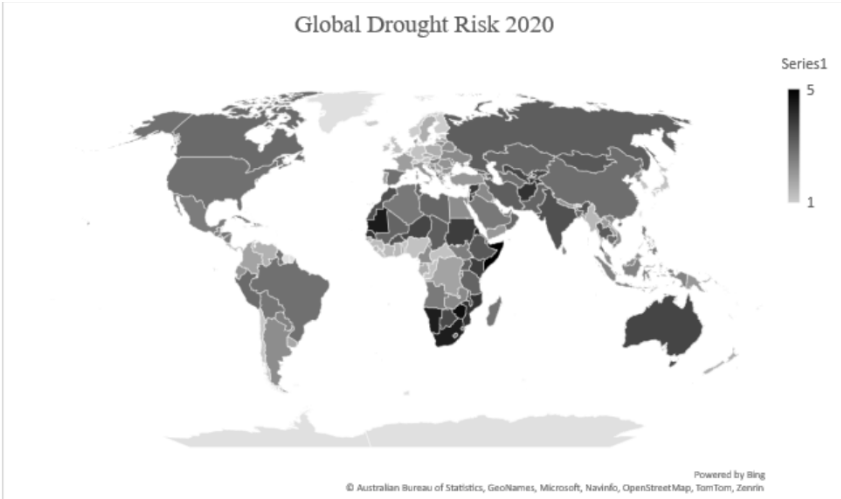 Global Drought Risk 2020
Series1
5
1
Powered by Bing
© Australian Bureau of Statistics, GeoNames, Microsoft, Navinfo, OpenStreetMap, TomTom, Zenrin